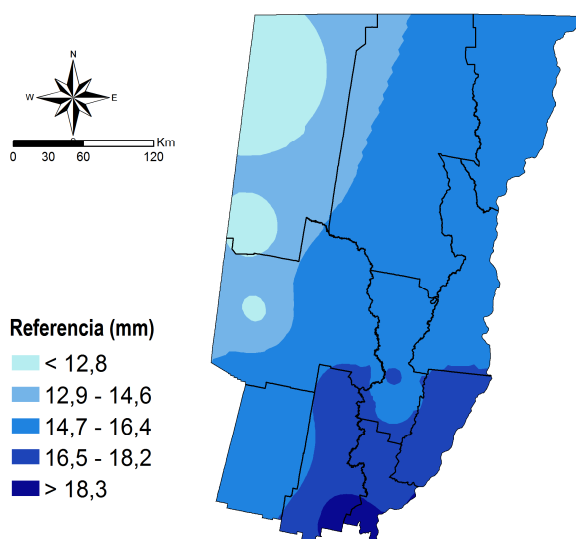 N
W E
S
Km
0 30 60 120
Referencia (mm)
< 12,8
12,9 - 14,6
14,7 - 16,4
16,5 - 18,2
> 18,3